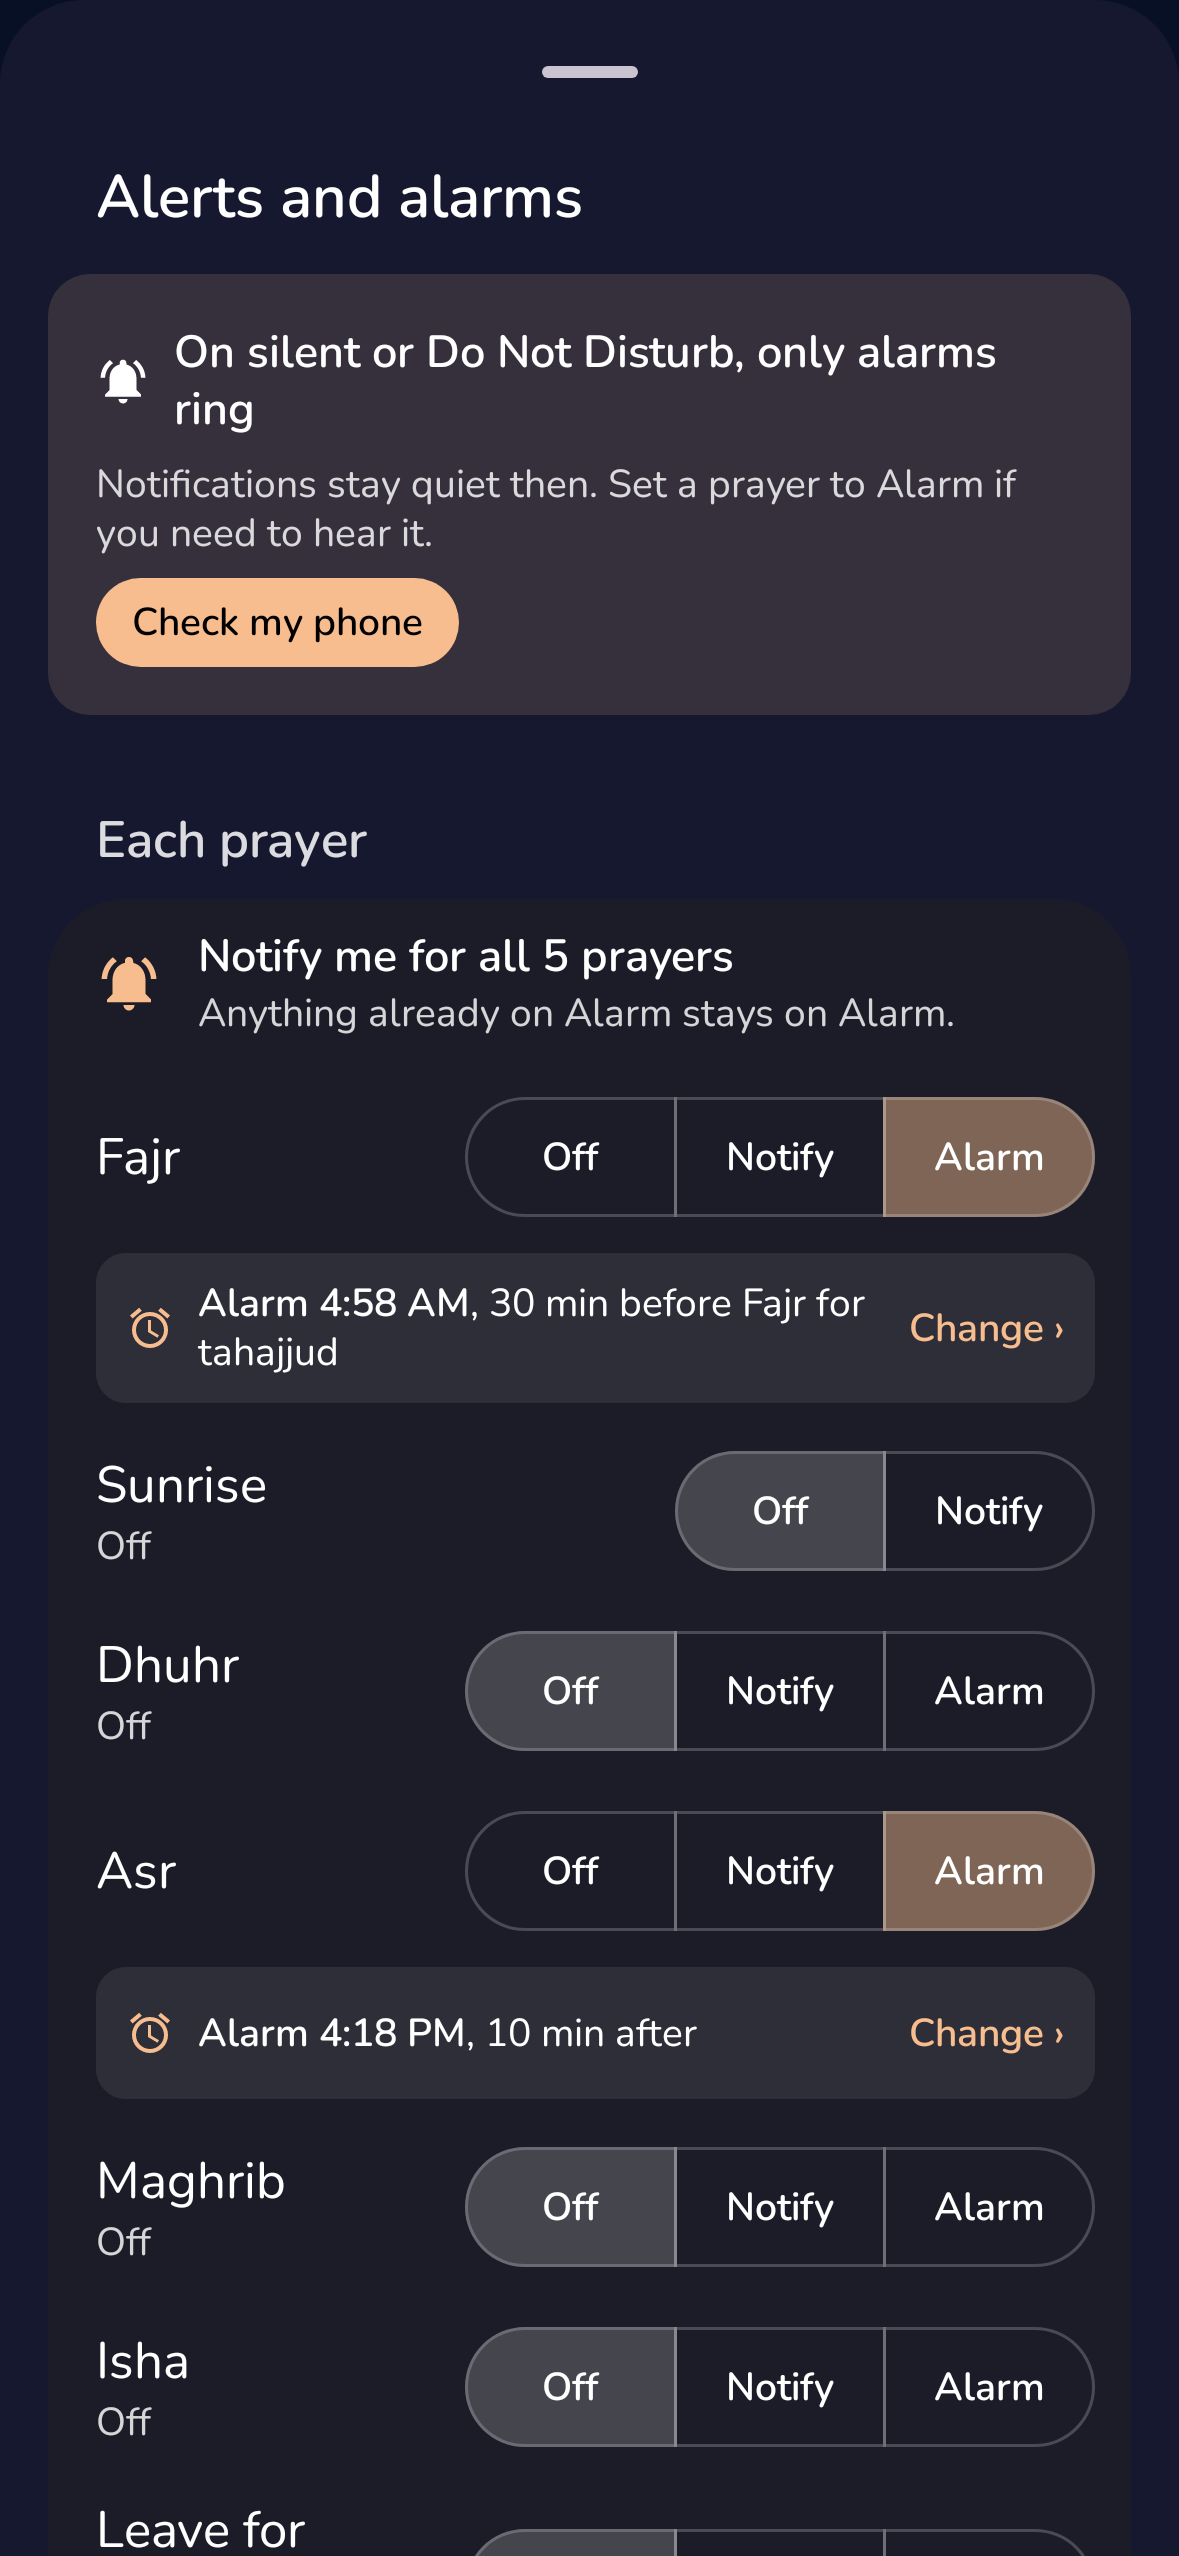 Alerts and alarms
On silent or Do Not Disturb, only alarms
ring
Notifications stay quiet then. Set a prayer to Alarm if
you need to hear it.
Check my phone
Each prayer
Notify me for all 5 prayers
Anything already on Alarm stays on Alarm.
Fajr
Off
Notify
Alarm
Alarm 4:58 AM, 30 min before Fajr for
tahajjud
Change ›
Sunrise
Off
Off
Notify
Dhuhr
Off
Off
Notify
Alarm
Asr
Off
Notify
Alarm
Alarm 4:18 PM, 10 min after
Change ›
Maghrib
Off
Off
Notify
Alarm
Isha
Off
Off
Notify
Alarm
Leave for